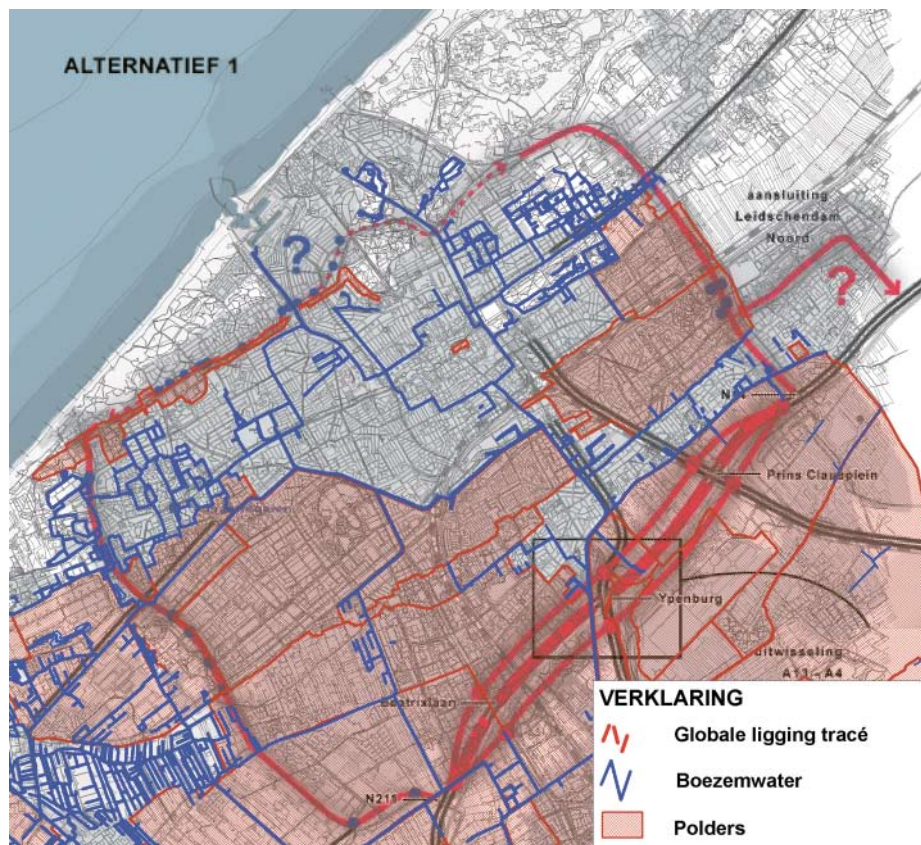 ALTERNATIEF 1
?
aansluiting
Leidschendam
Noord
?
Prins Clausplein
Ypenburg
uitwisseling
A13 - A4
Beatrixlaan
N211
VERKLARING
Globale ligging tracé
Boezemwater
Polders